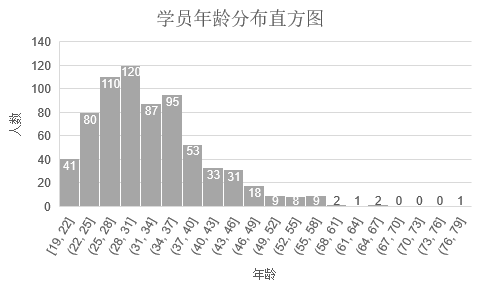 学员年龄分布直方图
人数
140
120
100
80
60
40
20
0
41 80 110 120 87 95 53 33 31 18 9 8 9 2 1 2 0 0 0 1
[19, 22] (22, 25] (25, 28] (28, 31] (31, 34] (34, 37] (37, 40] (40, 43] (43, 46] (46, 49] (49, 52] (52, 55] (55, 58] (58, 61] (61, 64] (64, 67] (67, 70] (70, 73] (73, 76] (76, 79]
年龄